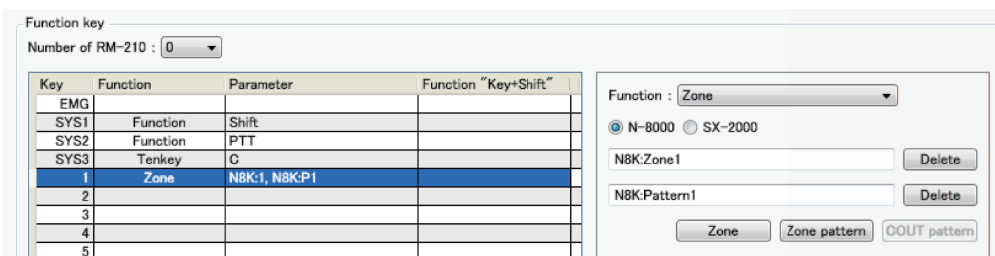 Function key
Number of RM-210 : 0
Key Function Parameter Function "Key+Shift"
EMG
SYS1 Function Shift
SYS2 Function PTT
SYS3 Tenkey C
1 Zone N8K:1, N8K:P1
2
3
4
5
Function : Zone
N-8000 SX-2000
N8K:Zone1 Delete
N8K:Pattern1 Delete
Zone Zone pattern COUT pattern